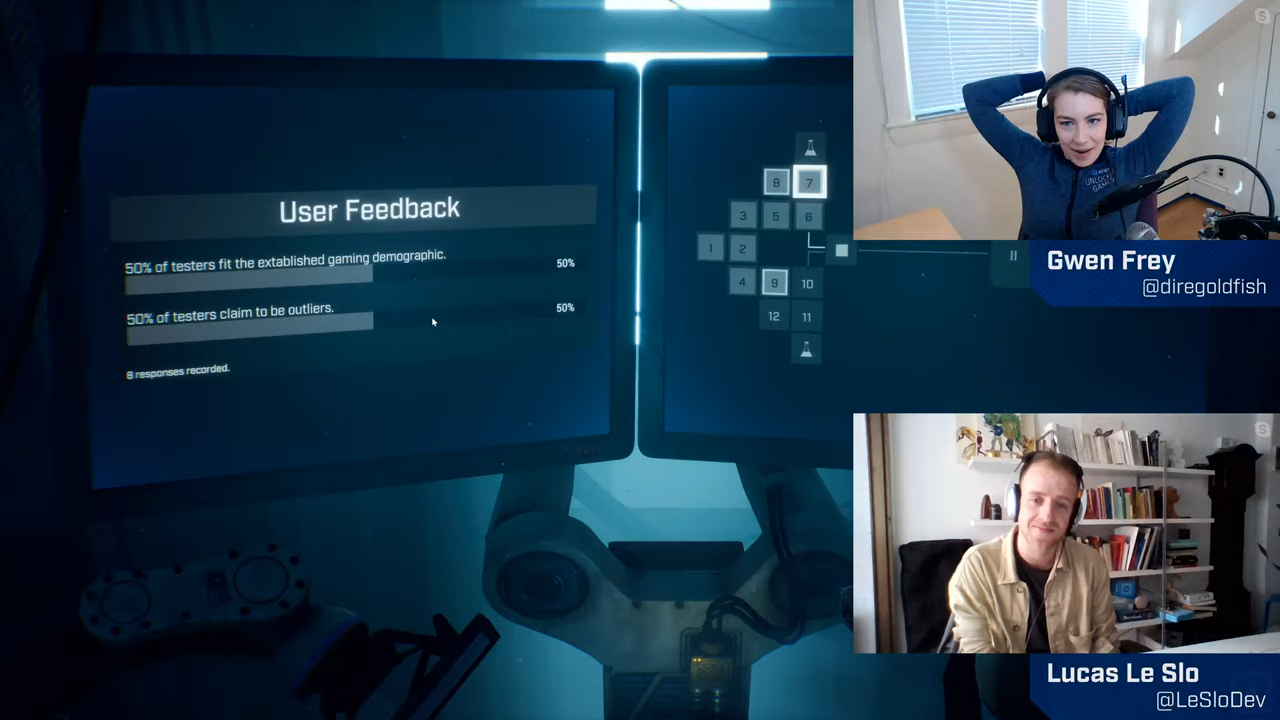 User Feedback
50% of testers fit the extablished gaming demographic.
50%
50% of testers claim to be outliers.
50%
8 responses recorded.
8 7
3 5 6
1 2
4 9 10
12 11
UNLOCKED
GAMES
Gwen Frey
@diregoldfish
Lucas Le Slo
@LeSloDev